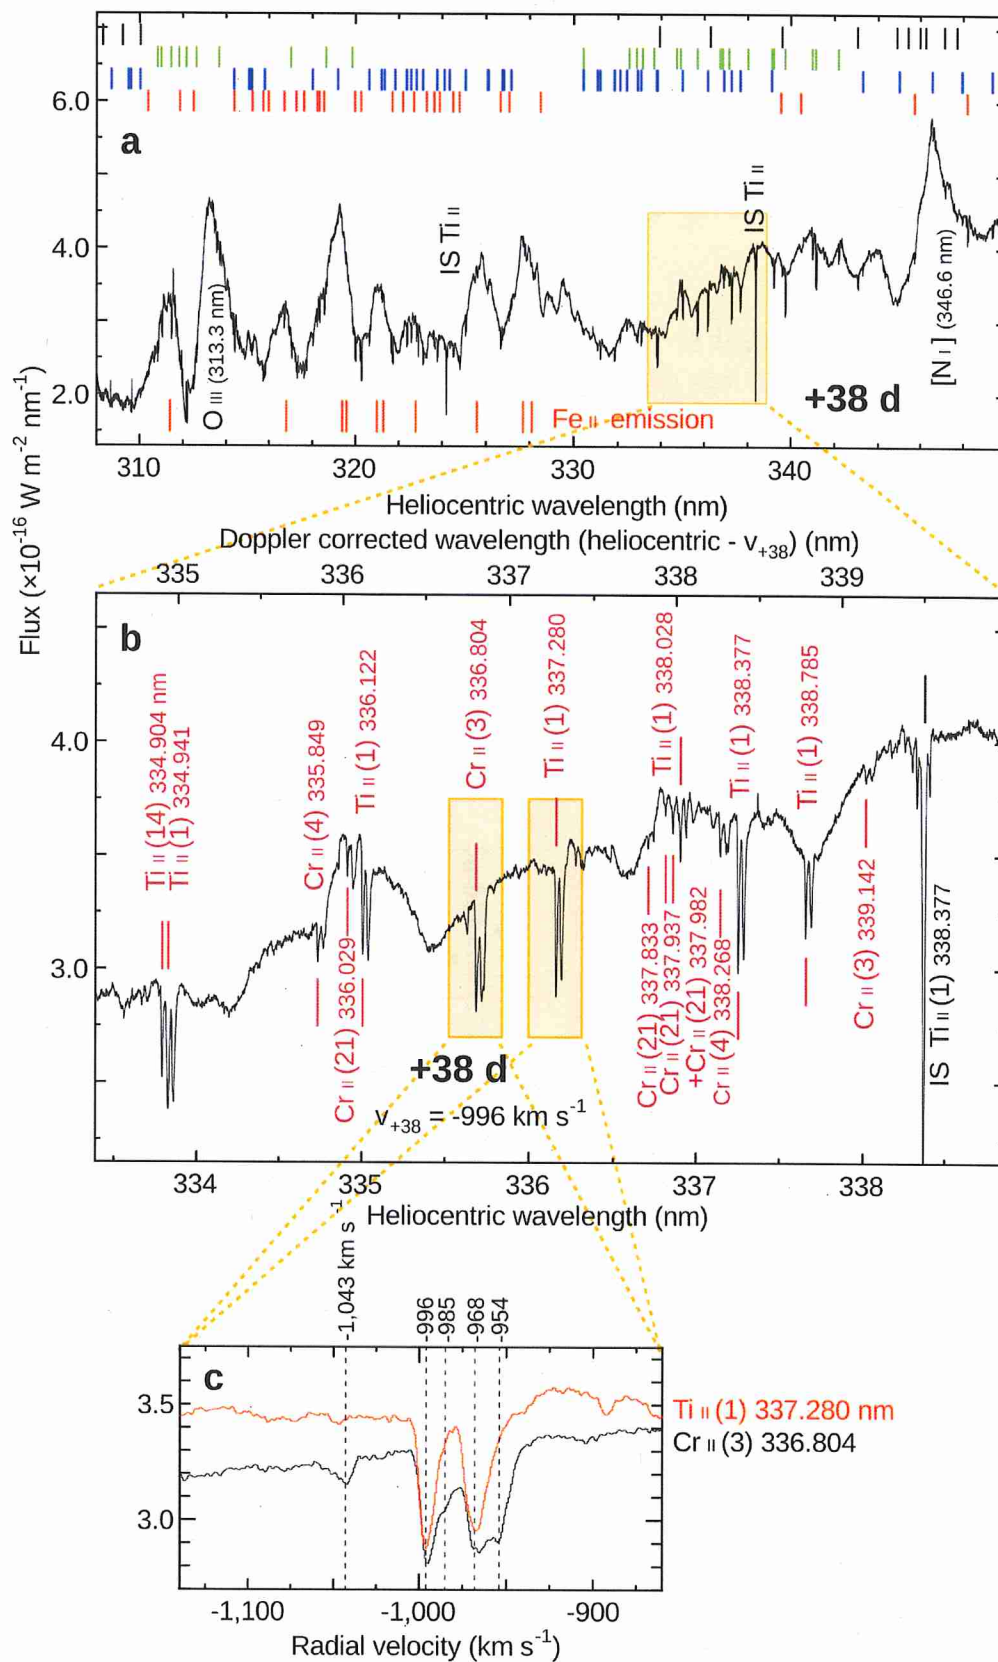 310
320
330
340
2.0
4.0
6.0
a
O III (313.3 nm)
IS Ti II
IS Ti II
[N I] (346.6 nm)
+38 d
Fe II emission
Heliocentric wavelength (nm)
Doppler corrected wavelength (heliocentric - v+38) (nm)
335
336
337
338
339
Flux (×10-16 W m-2 nm-1)
b
4.0
3.0
Ti II (14) 334.904 nm
Ti II (1) 334.941
Cr II (4) 335.849
Cr II (21) 336.029
Ti II (1) 336.122
Cr II (3) 336.804
Ti II (1) 337.280
Cr II (21) 337.833
Cr II (21) 337.937
+Cr II (21) 337.982
Ti II (1) 338.028
Cr II (4) 338.268
Ti II (1) 338.377
Ti II (1) 338.785
Cr II (3) 339.142
IS Ti II (1) 338.377
+38 d
v+38 = -996 km s-1
334
335
336
337
338
Heliocentric wavelength (nm)
-1,043 km s-1
-996
-985
-968
-954
c
3.5
3.0
Ti II (1) 337.280 nm
Cr II (3) 336.804
-1,100
-1,000
-900
Radial velocity (km s-1)